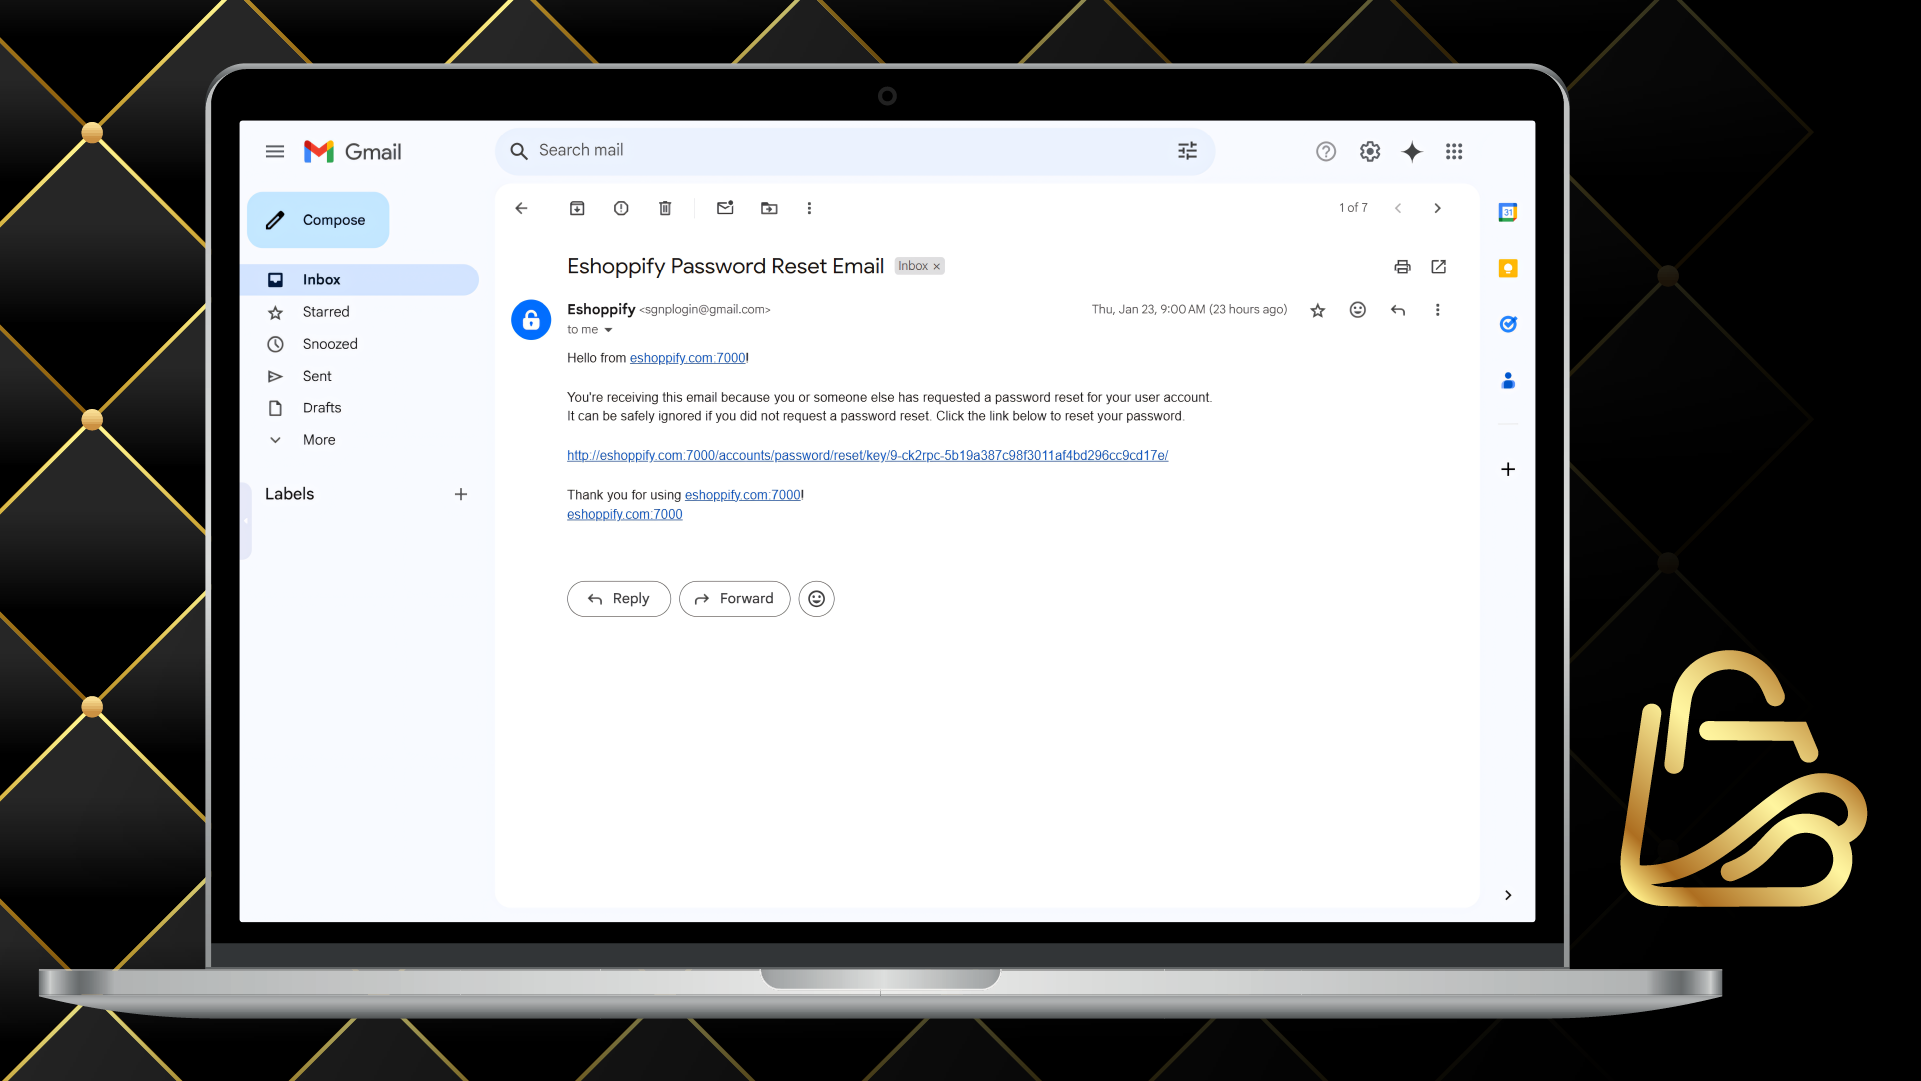 Gmail
Search mail
Compose
1 of 7
31
Inbox
Starred
Snoozed
Sent
Drafts
More
Labels
Eshoppify Password Reset Email Inbox ×
Eshoppify <sgnplogin@gmail.com> Thu, Jan 23, 9:00 AM (23 hours ago)
to me
Hello from eshoppify.com:7000!
You're receiving this email because you or someone else has requested a password reset for your user account.
It can be safely ignored if you did not request a password reset. Click the link below to reset your password.
http://eshoppify.com:7000/accounts/password/reset/key/9-ck2rpc-5b19a387c98f3011af4bd296cc9cd17e/
Thank you for using eshoppify.com:7000!
eshoppify.com:7000
Reply Forward